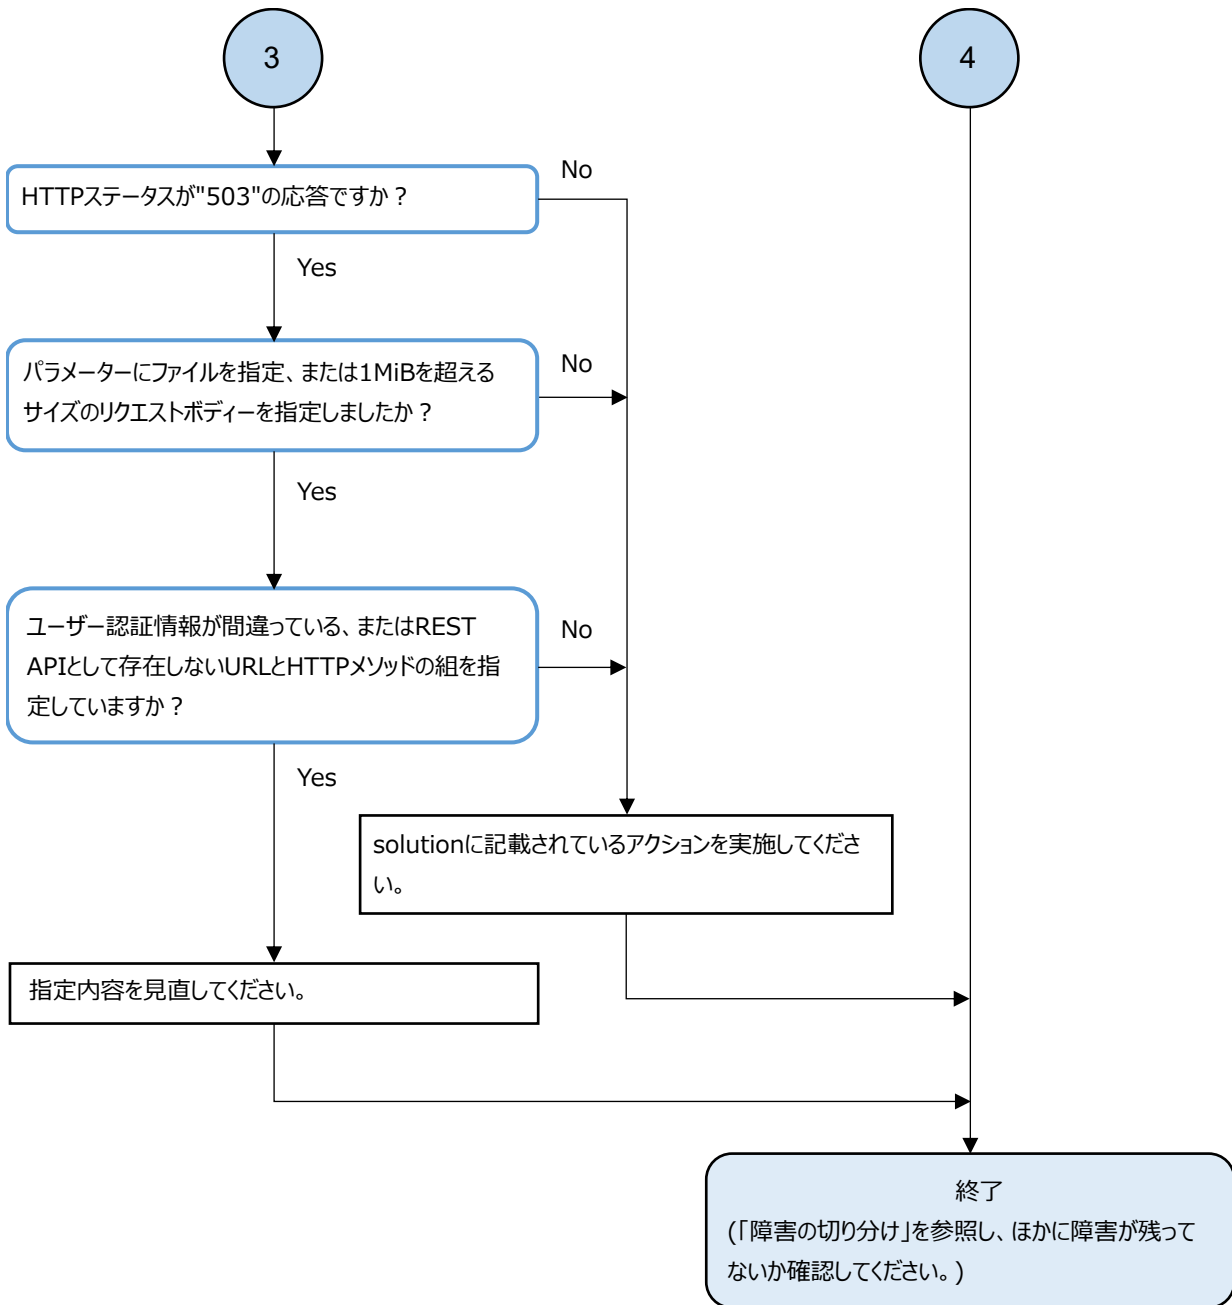 3
4
HTTPステータスが"503"の応答ですか？
No
Yes
パラメーターにファイルを指定、または1MiBを超える
サイズのリクエストボディーを指定しましたか？
No
Yes
ユーザー認証情報が間違っている、またはREST
APIとして存在しないURLとHTTPメソッドの組を指
定していますか？
No
Yes
solutionに記載されているアクションを実施してくださ
い。
指定内容を見直してください。
終了
(「障害の切り分け」を参照し、ほかに障害が残って
ないか確認してください。)